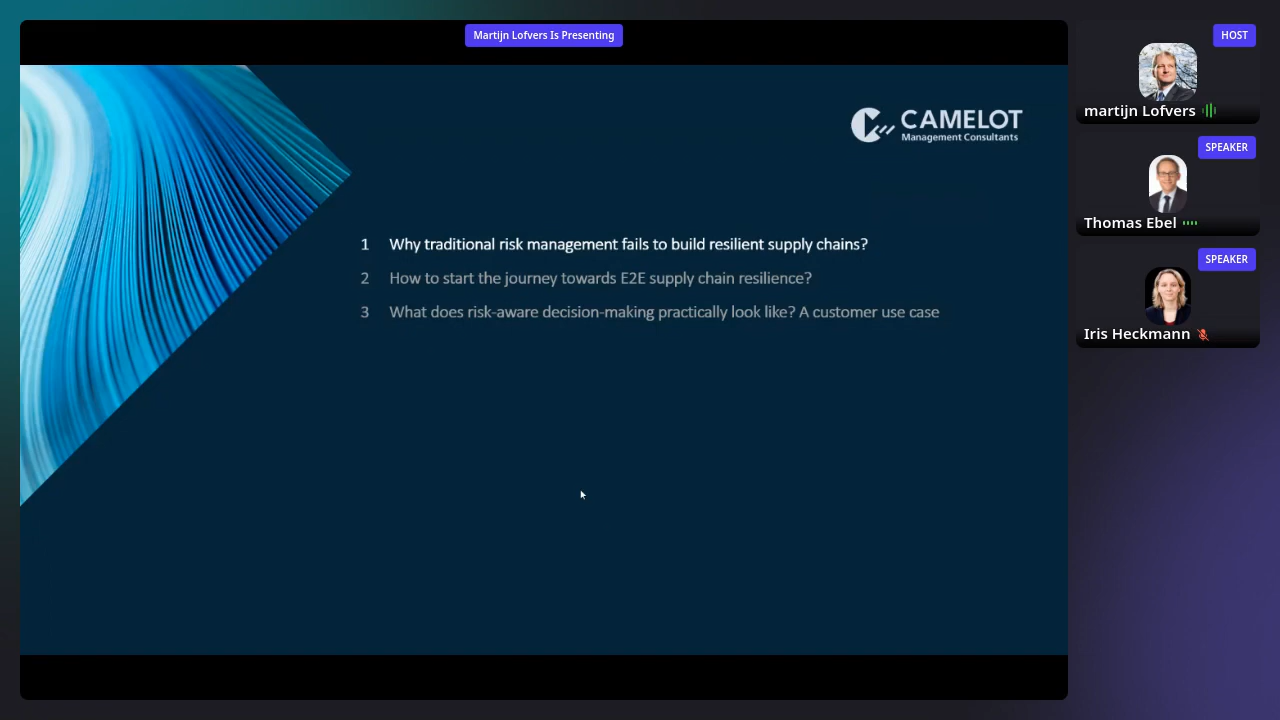 Martijn Lofvers Is Presenting
CAMELOT
Management Consultants
1 Why traditional risk management fails to build resilient supply chains?
2 How to start the journey towards E2E supply chain resilience?
3 What does risk-aware decision-making practically look like? A customer use case
HOST
martijn Lofvers
SPEAKER
Thomas Ebel
SPEAKER
Iris Heckmann